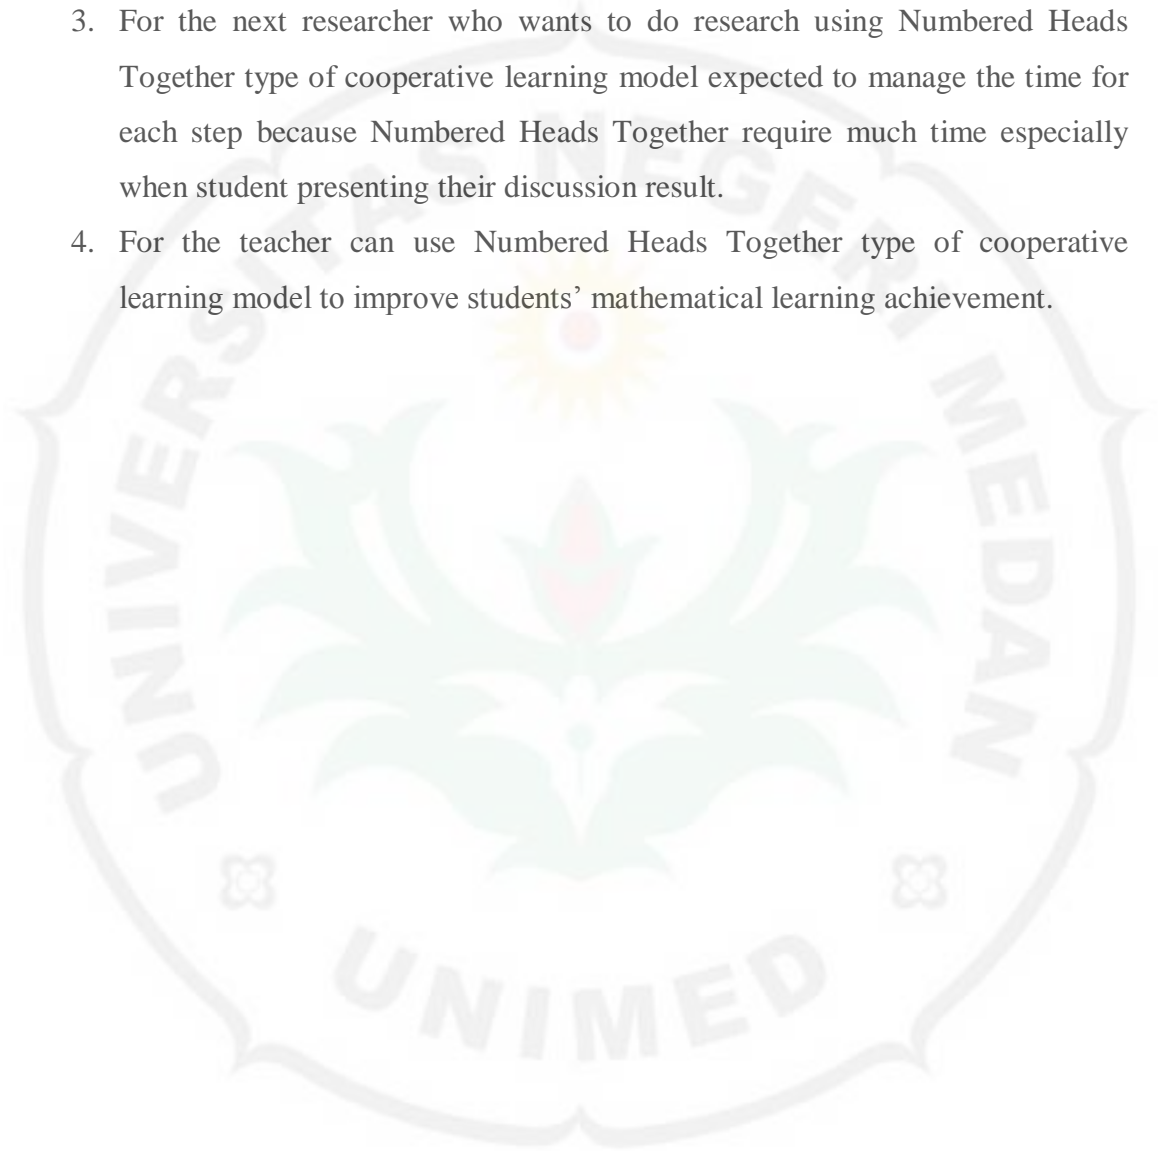 3. For the next researcher who wants to do research using Numbered Heads
Together type of cooperative learning model expected to manage the time for
each step because Numbered Heads Together require much time especially
when student presenting their discussion result.
4. For the teacher can use Numbered Heads Together type of cooperative
learning model to improve students’ mathematical learning achievement.
UNIVERSITAS NEGERI MEDAN
UNIMED